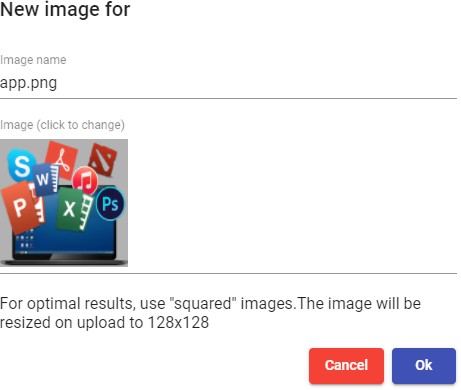 New image for
Image name
app.png
Image (click to change)
S
W
P
X
Ps
For optimal results, use "squared" images.The image will be
resized on upload to 128x128
Cancel
Ok